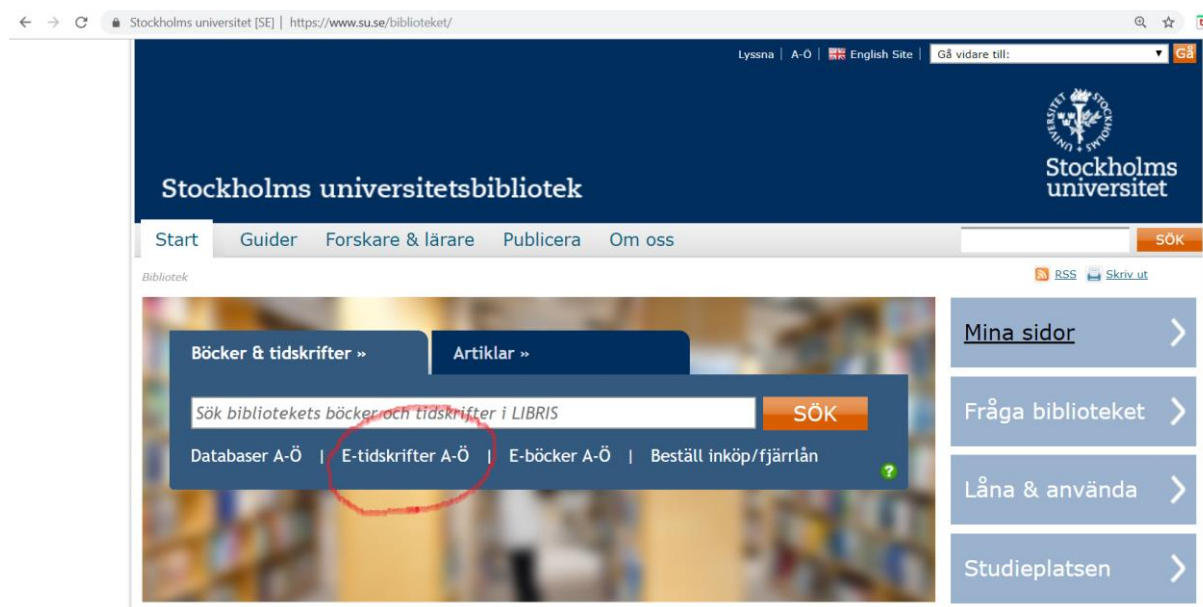 Stockholms universitet [SE] | https://www.su.se/biblioteket/
Lyssna | A-Ö | English Site | Gå vidare till: Gå
STOCKHOLMS UNIVERSITET
Stockholms
universitet
Stockholms universitetsbibliotek
Start Guider Forskare & lärare Publicera Om oss SÖK
Bibliotek RSS Skriv ut
Böcker & tidskrifter » Artiklar »
Sök bibliotekets böcker och tidskrifter i LIBRIS SÖK
Databaser A-Ö | E-tidskrifter A-Ö | E-böcker A-Ö | Beställ inköp/fjärrlån
?
Mina sidor
Fråga biblioteket
Låna & använda
Studieplatsen